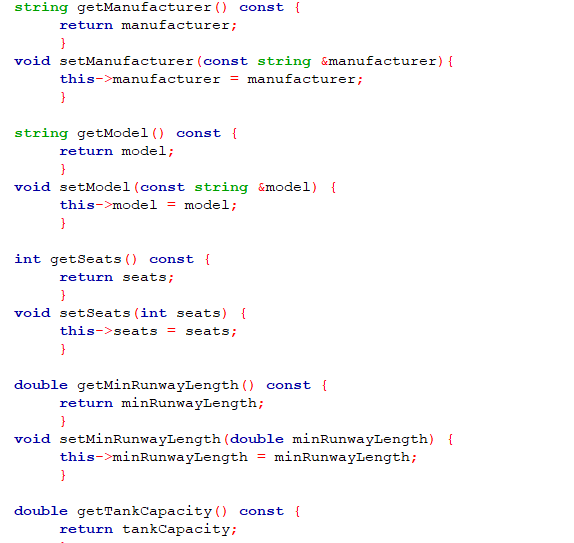 string getManufacturer() const {
return manufacturer;
}
void setManufacturer(const string &manufacturer){
this->manufacturer = manufacturer;
}
string getModel() const {
return model;
}
void setModel(const string &model) {
this->model = model;
}
int getSeats() const {
return seats;
}
void setSeats(int seats) {
this->seats = seats;
}
double getMinRunwayLength() const {
return minRunwayLength;
}
void setMinRunwayLength(double minRunwayLength) {
this->minRunwayLength = minRunwayLength;
}
double getTankCapacity() const {
return tankCapacity;